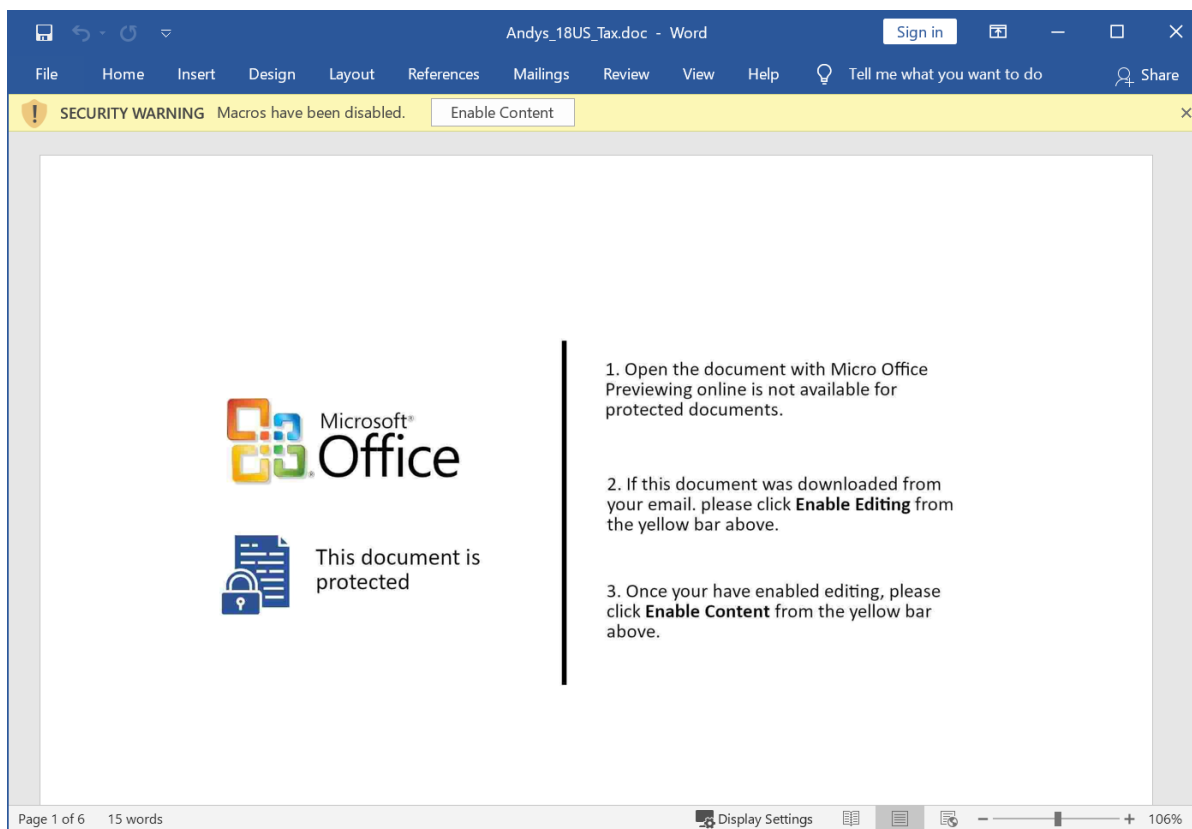 Andys_18US_Tax.doc - Word
Sign in
File Home Insert Design Layout References Mailings Review View Help Tell me what you want to do Share
! SECURITY WARNING Macros have been disabled. Enable Content
Microsoft®
Office
This document is
protected
1. Open the document with Micro Office
Previewing online is not available for
protected documents.
2. If this document was downloaded from
your email. please click Enable Editing from
the yellow bar above.
3. Once your have enabled editing, please
click Enable Content from the yellow bar
above.
Page 1 of 6 15 words Display Settings 106%